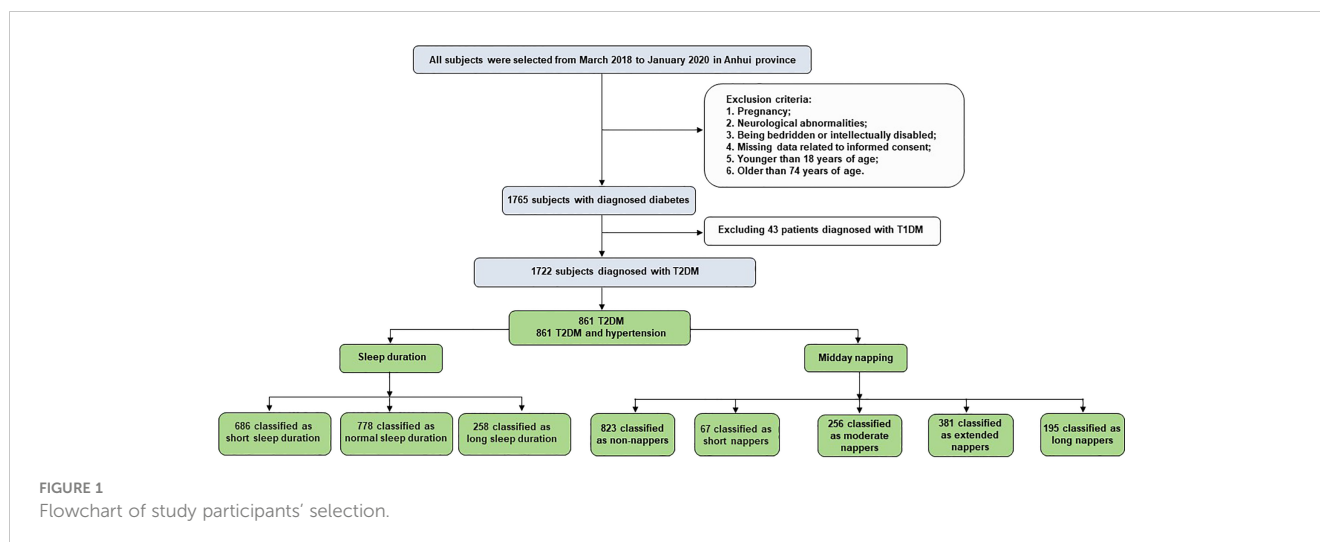 All subjects were selected from March 2018 to January 2020 in Anhui province
Exclusion criteria:
1. Pregnancy;
2. Neurological abnormalities;
3. Being bedridden or intellectually disabled;
4. Missing data related to informed consent;
5. Younger than 18 years of age;
6. Older than 74 years of age.
1765 subjects with diagnosed diabetes
Excluding 43 patients diagnosed with T1DM
1722 subjects diagnosed with T2DM
861 T2DM
861 T2DM and hypertension
Sleep duration
Midday napping
686 classified as
short sleep duration
778 classified as
normal sleep duration
258 classified as
long sleep duration
823 classified
as non-nappers
67 classified as
short nappers
256 classified
as moderate
nappers
381 classified
as extended
nappers
195 classified as
long nappers
FIGURE 1
Flowchart of study participants’ selection.